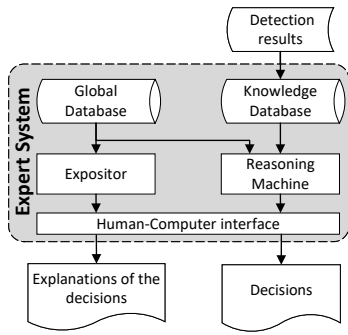 Detection
results
Expert System
Global
Database
Knowledge
Database
Expositor
Reasoning
Machine
Human-Computer interface
Explanations of the
decisions
Decisions